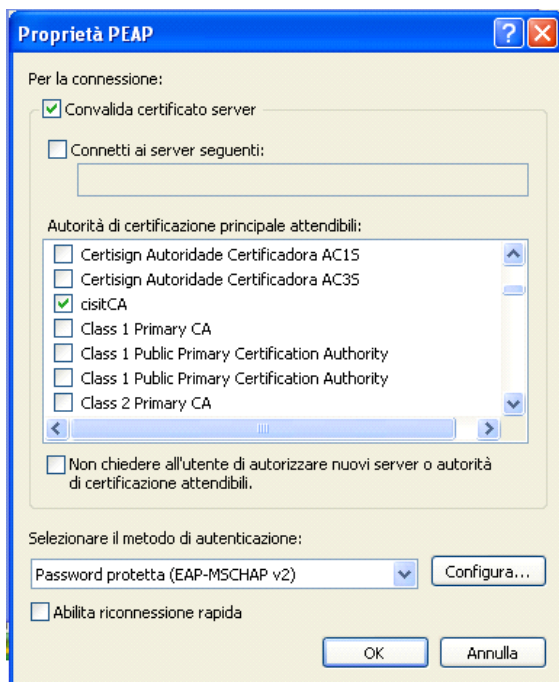 Proprietà PEAP
Per la connessione:
Convalida certificato server
Connetti ai server seguenti:
Autorità di certificazione principale attendibili:
Certisign Autoridade Certificadora AC1S
Certisign Autoridade Certificadora AC3S
cisitCA
Class 1 Primary CA
Class 1 Public Primary Certification Authority
Class 1 Public Primary Certification Authority
Class 2 Primary CA
Non chiedere all'utente di autorizzare nuovi server o autorità
di certificazione attendibili.
Selezionare il metodo di autenticazione:
Password protetta (EAP-MSCHAP v2)
Configura...
Abilita riconnessione rapida
OK
Annulla